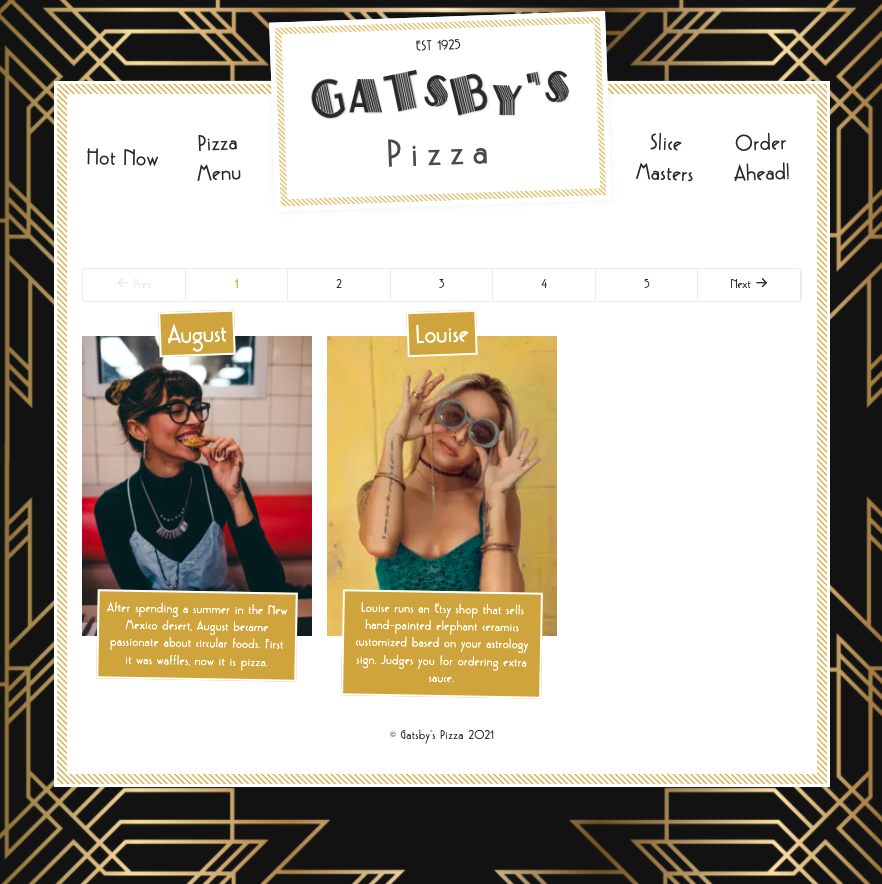 EST 1925
GATSBY'S
Pizza
Hot Now
Pizza
Menu
Slice
Masters
Order
Ahead!
← Prev
1
2
3
4
5
Next →
August
Louise
After spending a summer in the New
Mexico desert, August became
passionate about circular foods. First
it was waffles, now it is pizza.
Louise runs an Etsy shop that sells
hand-painted elephant ceramics
customized based on your astrology
sign. Judges you for ordering extra
sauce.
© Gatsby's Pizza 2021